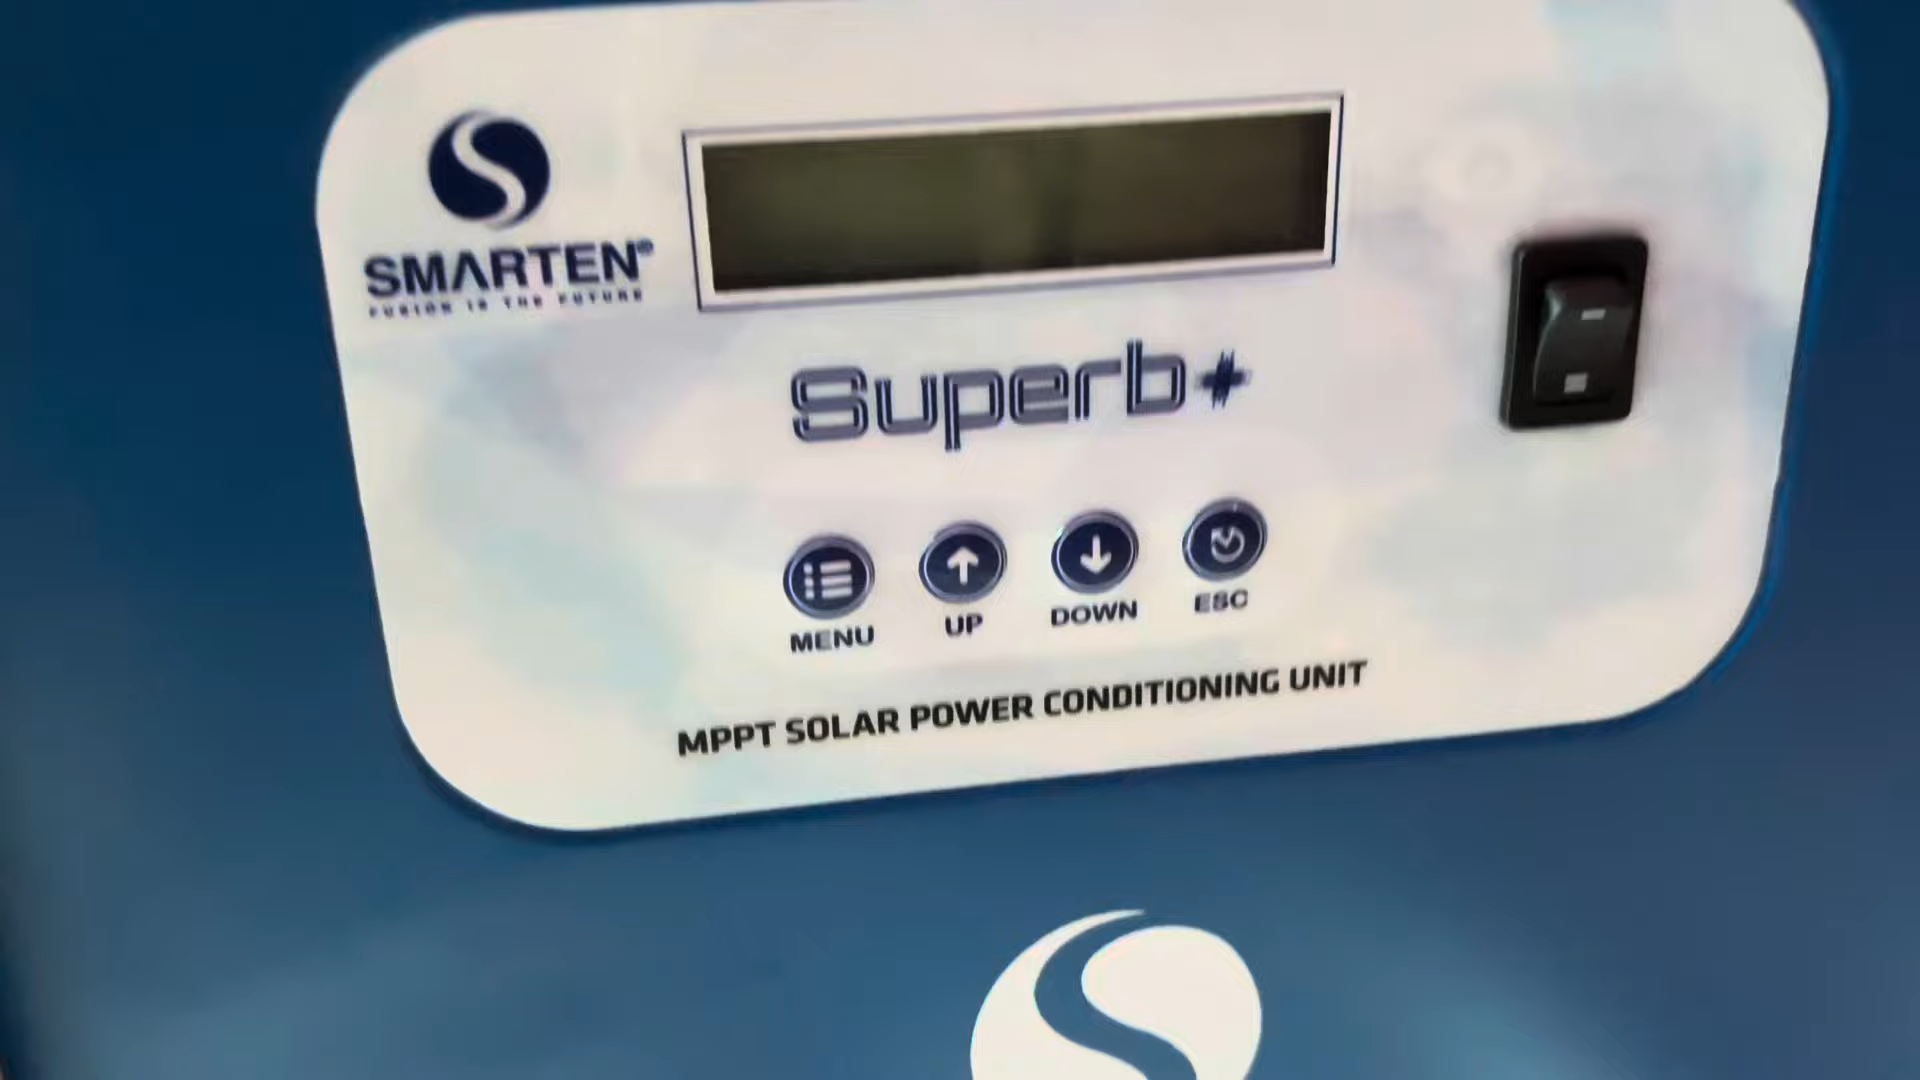 SMARTEN®
FUSION IS THE FUTURE
Superb+
MENU
UP
DOWN
ESC
MPPT SOLAR POWER CONDITIONING UNIT